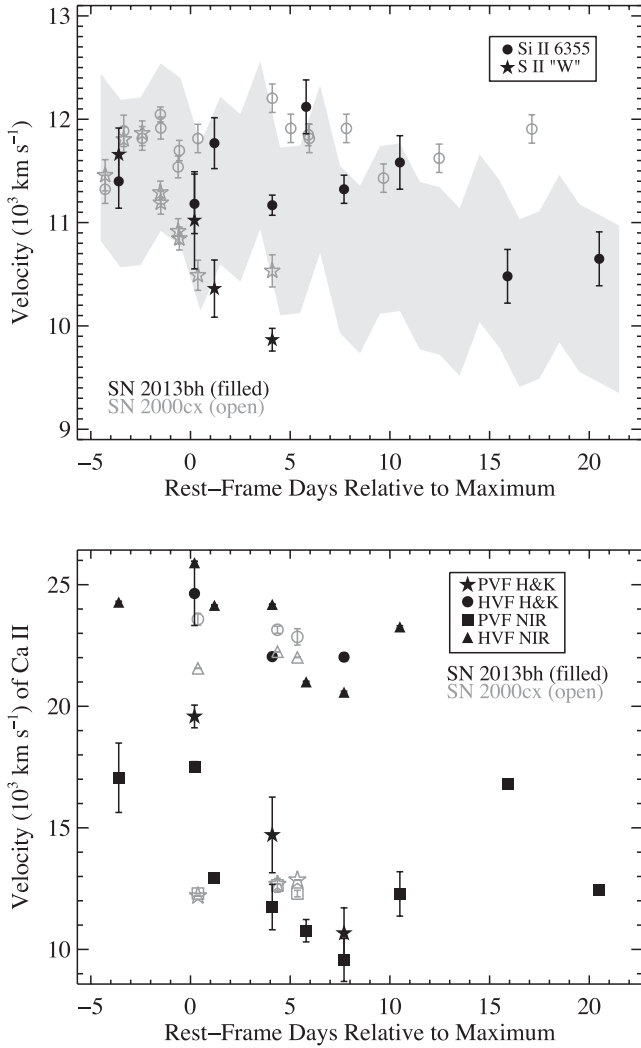 13
12
11
10
9
Velocity (10³ km s⁻¹)
Si II 6355
S II "W"
SN 2013bh (filled)
SN 2000cx (open)
−5 0 5 10 15 20
Rest−Frame Days Relative to Maximum
25
20
15
10
Velocity (10³ km s⁻¹) of Ca II
PVF H&K
HVF H&K
PVF NIR
HVF NIR
SN 2013bh (filled)
SN 2000cx (open)
−5 0 5 10 15 20
Rest−Frame Days Relative to Maximum